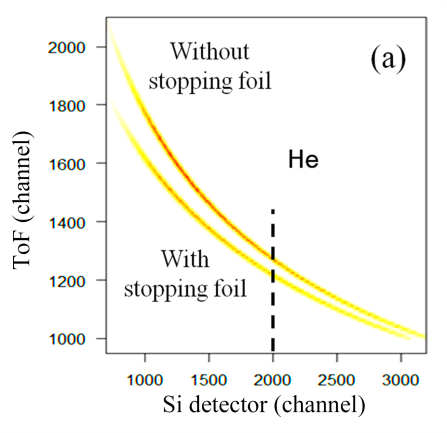 (a)
Without
stopping foil
He
With
stopping foil
ToF (channel)
2000
1800
1600
1400
1200
1000
1000 1500 2000 2500 3000
Si detector (channel)